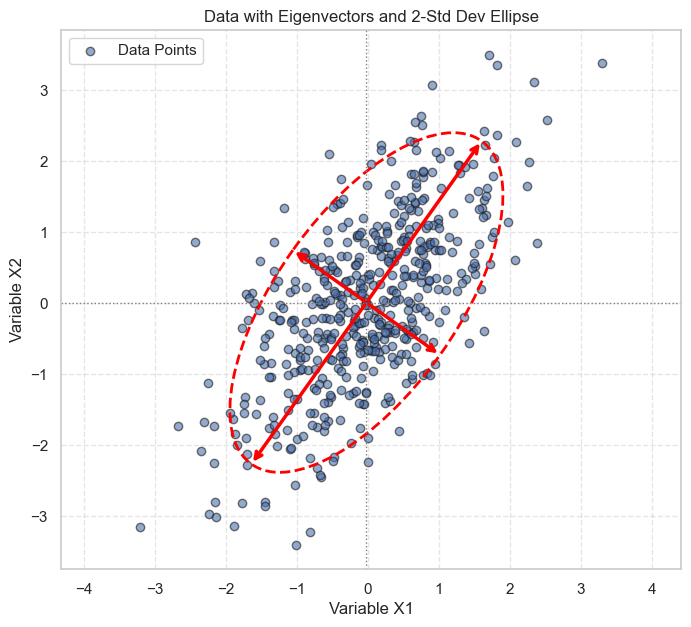 Data with Eigenvectors and 2-Std Dev Ellipse
Data Points
3
2
1
0
−1
−2
−3
Variable X2
−4 −3 −2 −1 0 1 2 3 4
Variable X1